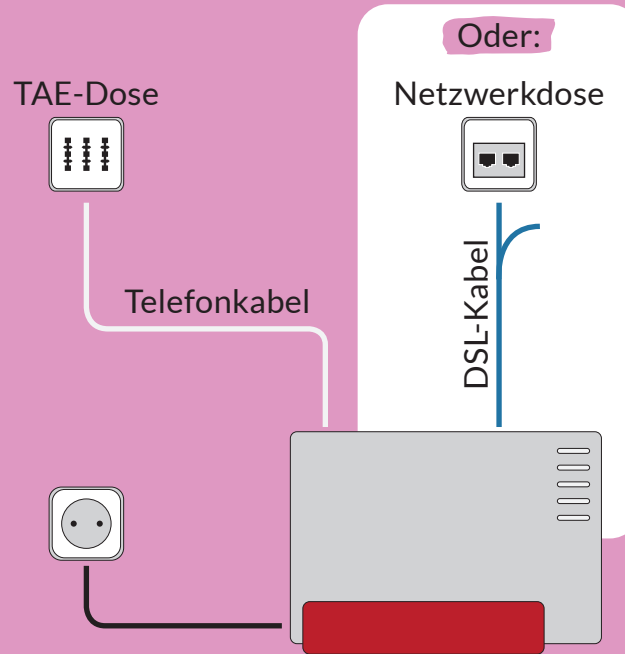 Oder:
TAE-Dose
Netzwerkdose
Telefonkabel
DSL-Kabel